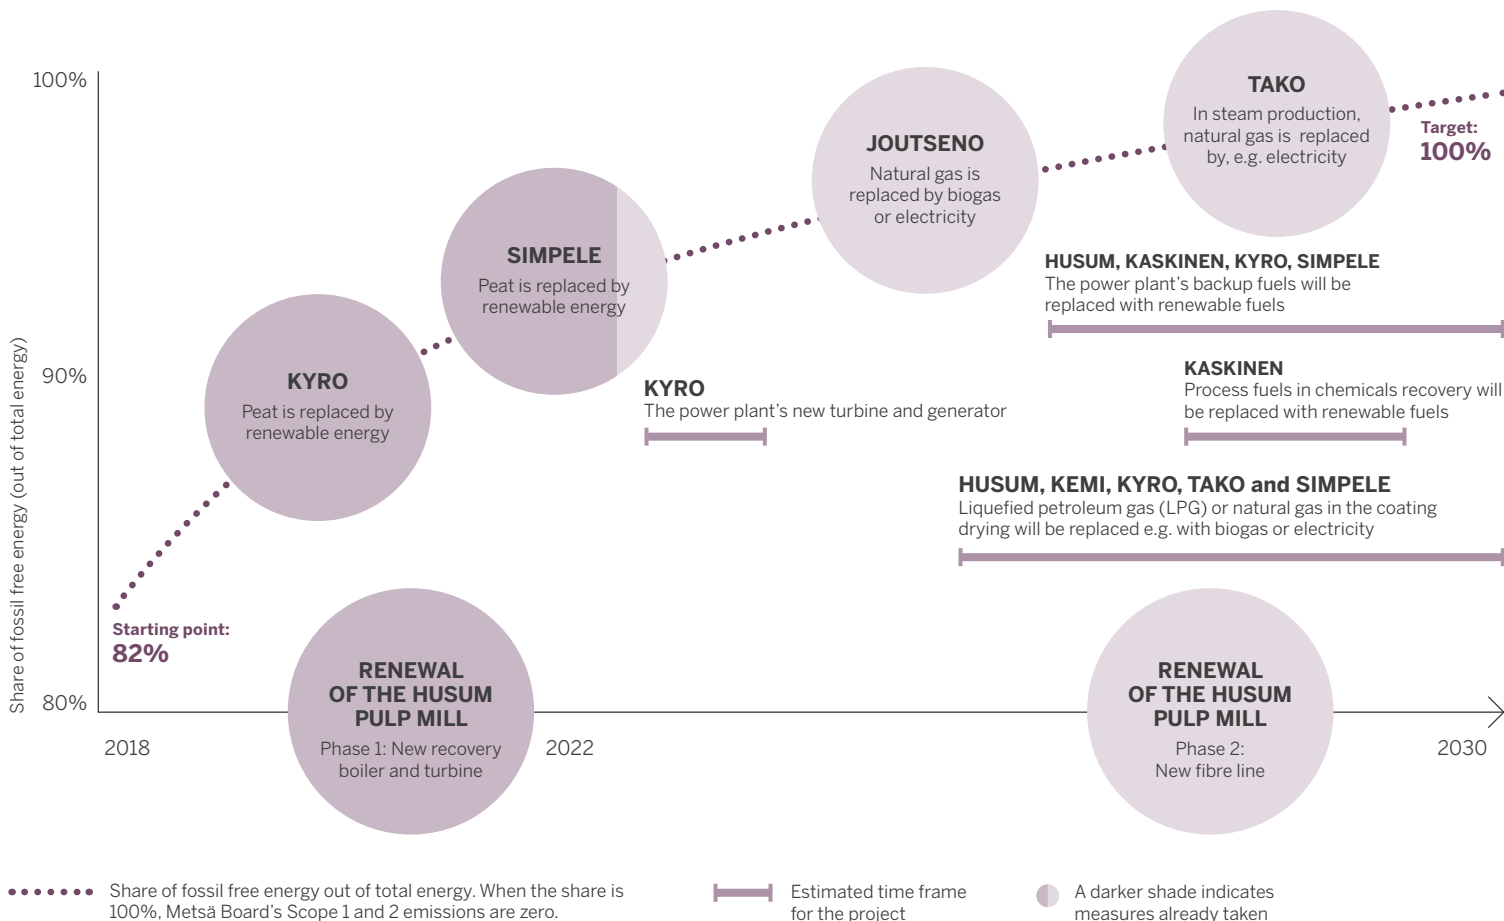 100%
90%
80%
Share of fossil free energy (out of total energy)
TAKO
In steam production,
natural gas is replaced
by, e.g. electricity
Target:
100%
JOUTSENO
Natural gas is
replaced by biogas
or electricity
SIMPELE
Peat is replaced by
renewable energy
KYRO
Peat is replaced by
renewable energy
HUSUM, KASKINEN, KYRO, SIMPELE
The power plant's backup fuels will be
replaced with renewable fuels
KASKINEN
Process fuels in chemicals recovery will
be replaced with renewable fuels
KYRO
The power plant's new turbine and generator
HUSUM, KEMI, KYRO, TAKO and SIMPELE
Liquefied petroleum gas (LPG) or natural gas in the coating
drying will be replaced e.g. with biogas or electricity
Starting point:
82%
RENEWAL
OF THE HUSUM
PULP MILL
Phase 1: New recovery
boiler and turbine
RENEWAL
OF THE HUSUM
PULP MILL
Phase 2:
New fibre line
2018
2022
2030
Share of fossil free energy out of total energy. When the share is
100%, Metsä Board's Scope 1 and 2 emissions are zero.
Estimated time frame
for the project
A darker shade indicates
measures already taken